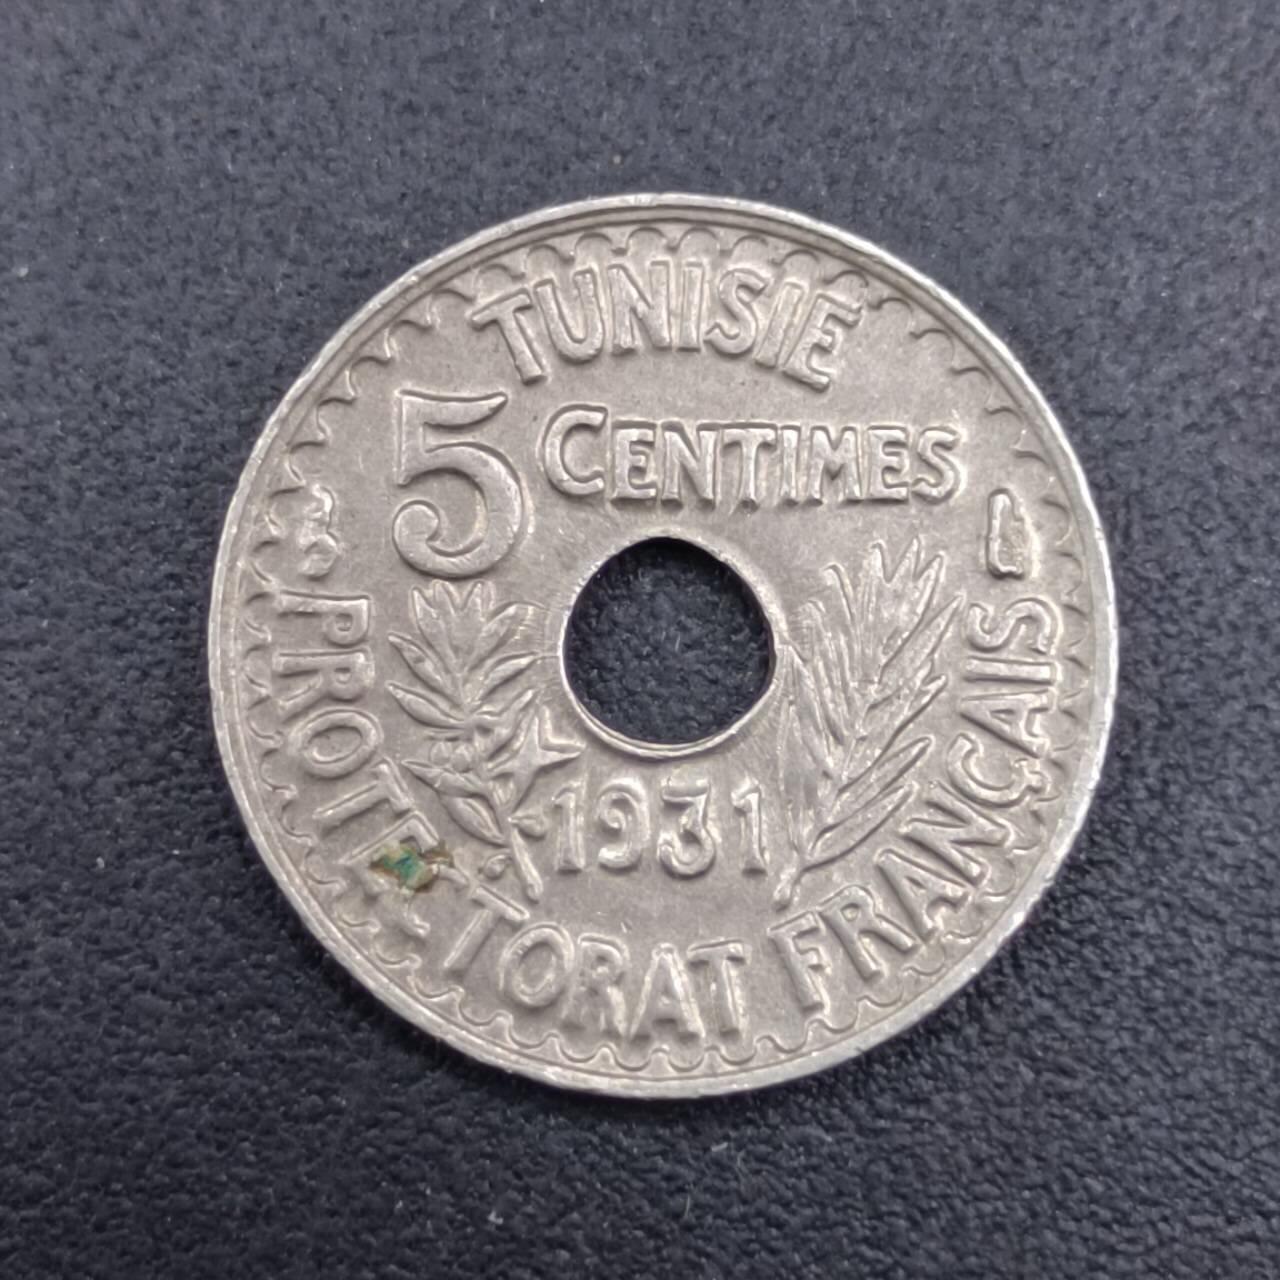 TUNISIE
5 CENTIMES
1931
PROTECTORAT FRANÇAIS